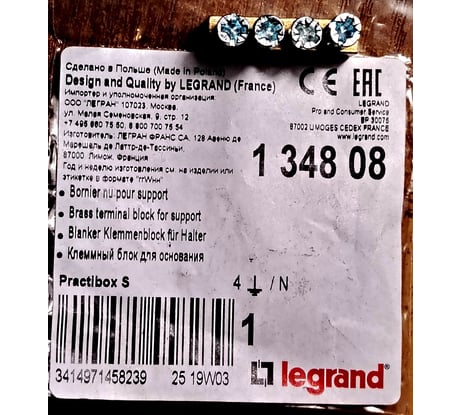 Сделано в Польше (Made in Poland)
Design and Quality by LEGRAND (France)
Импортер и уполномоченная организация:
ООО "ЛЕГРАН" 107023, Москва,
ул. Малая Семеновская, 9, стр. 12
+7 495 660 75 50, 8 800 700 75 54
Изготовитель: ЛЕГРАН ФРАНС СА, 128 Авеню де
Марешаль де Латтр-де-Тассиньи,
87000 Лимож, Франция
Год и неделю изготовления см. на изделии или
этикетке в формате "ггWнн"
CE EAC
LEGRAND
Pro and Consumer Service
BP 30076
87002 LIMOGES CEDEX FRANCE
www.legrand.com
1 348 08
• Bornier nu pour support
• Brass terminal block for support
• Blanker Klemmenblock für Halter
• Клеммный блок для основания
Practibox S
4 ⏚ / N
1
3414971458239 25 19W03
legrand